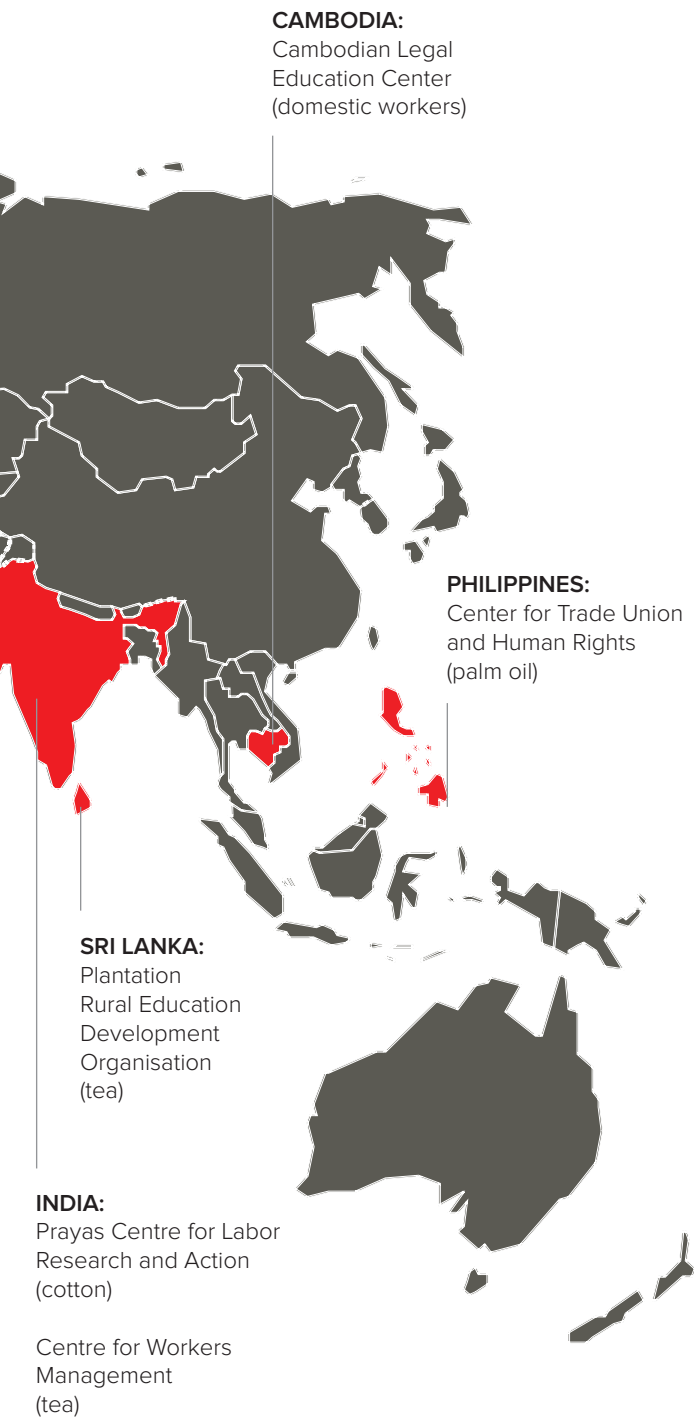 CAMBODIA:
Cambodian Legal
Education Center
(domestic workers)
PHILIPPINES:
Center for Trade Union
and Human Rights
(palm oil)
SRI LANKA:
Plantation
Rural Education
Development
Organisation
(tea)
INDIA:
Prayas Centre for Labor
Research and Action
(cotton)
Centre for Workers
Management
(tea)